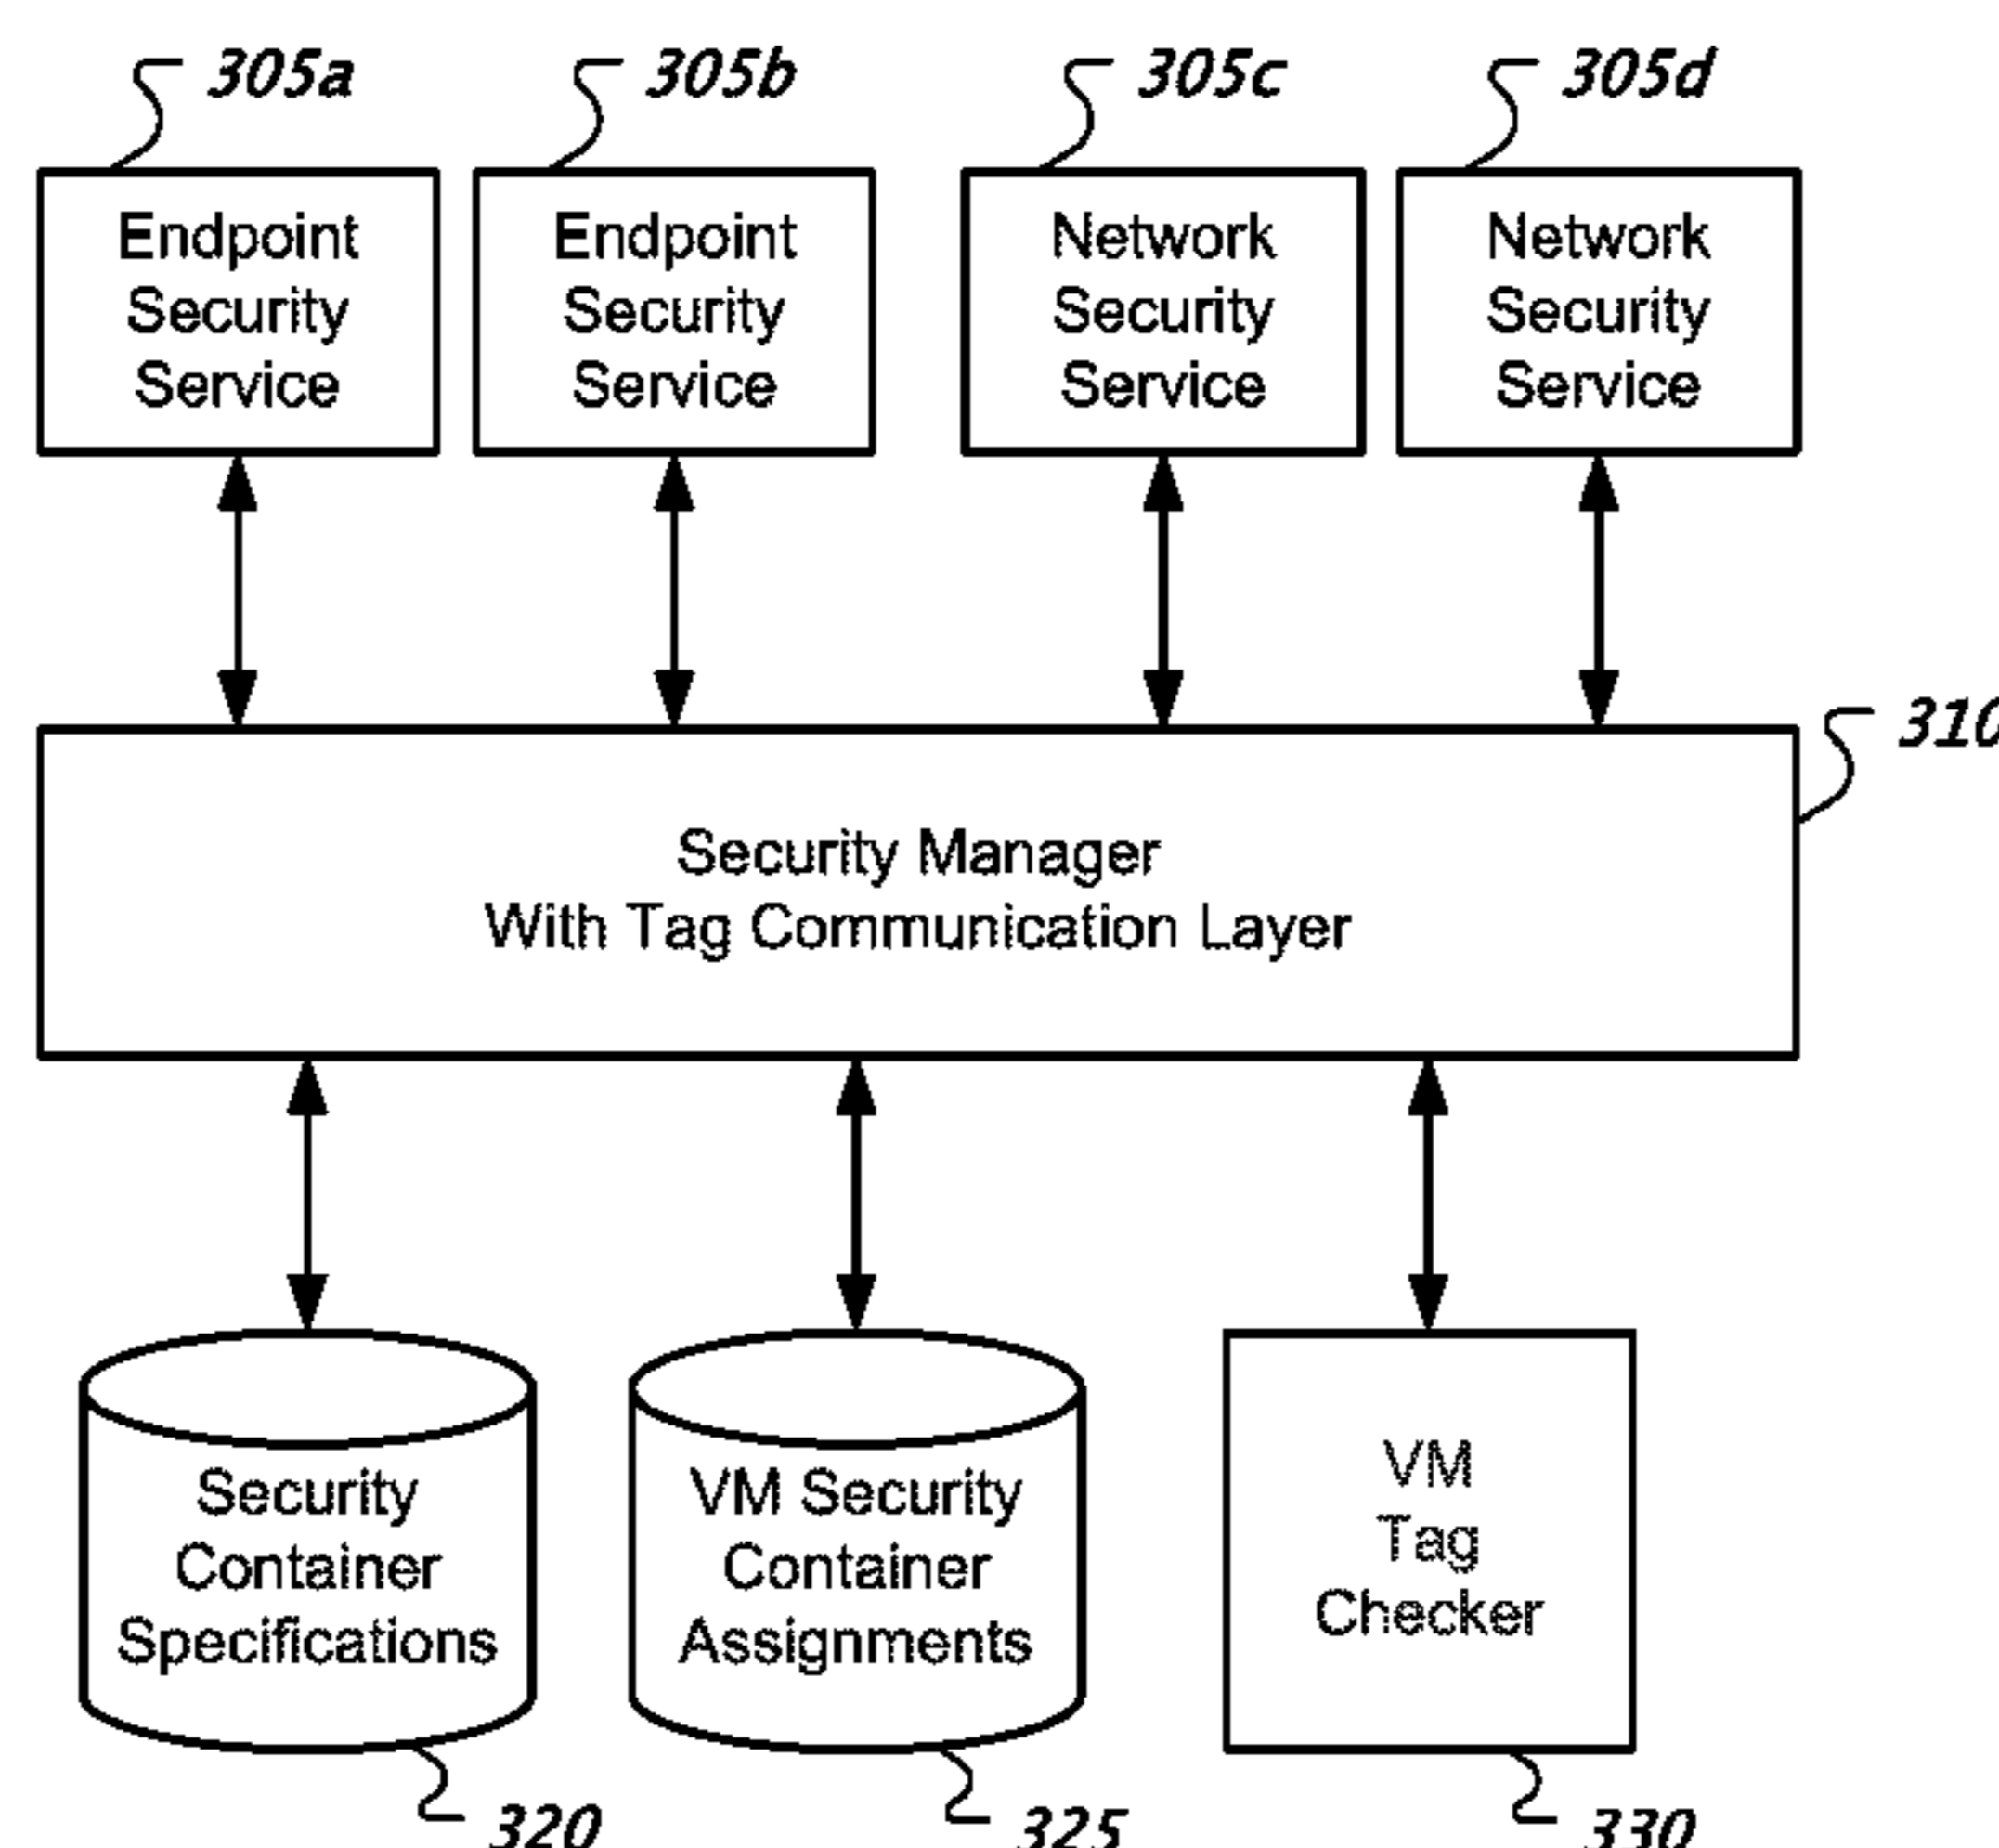 305a
305b
305c
305d
Endpoint
Security
Service
Endpoint
Security
Service
Network
Security
Service
Network
Security
Service
310
Security Manager
With Tag Communication Layer
Security
Container
Specifications
VM Security
Container
Assignments
VM
Tag
Checker
320
325
330